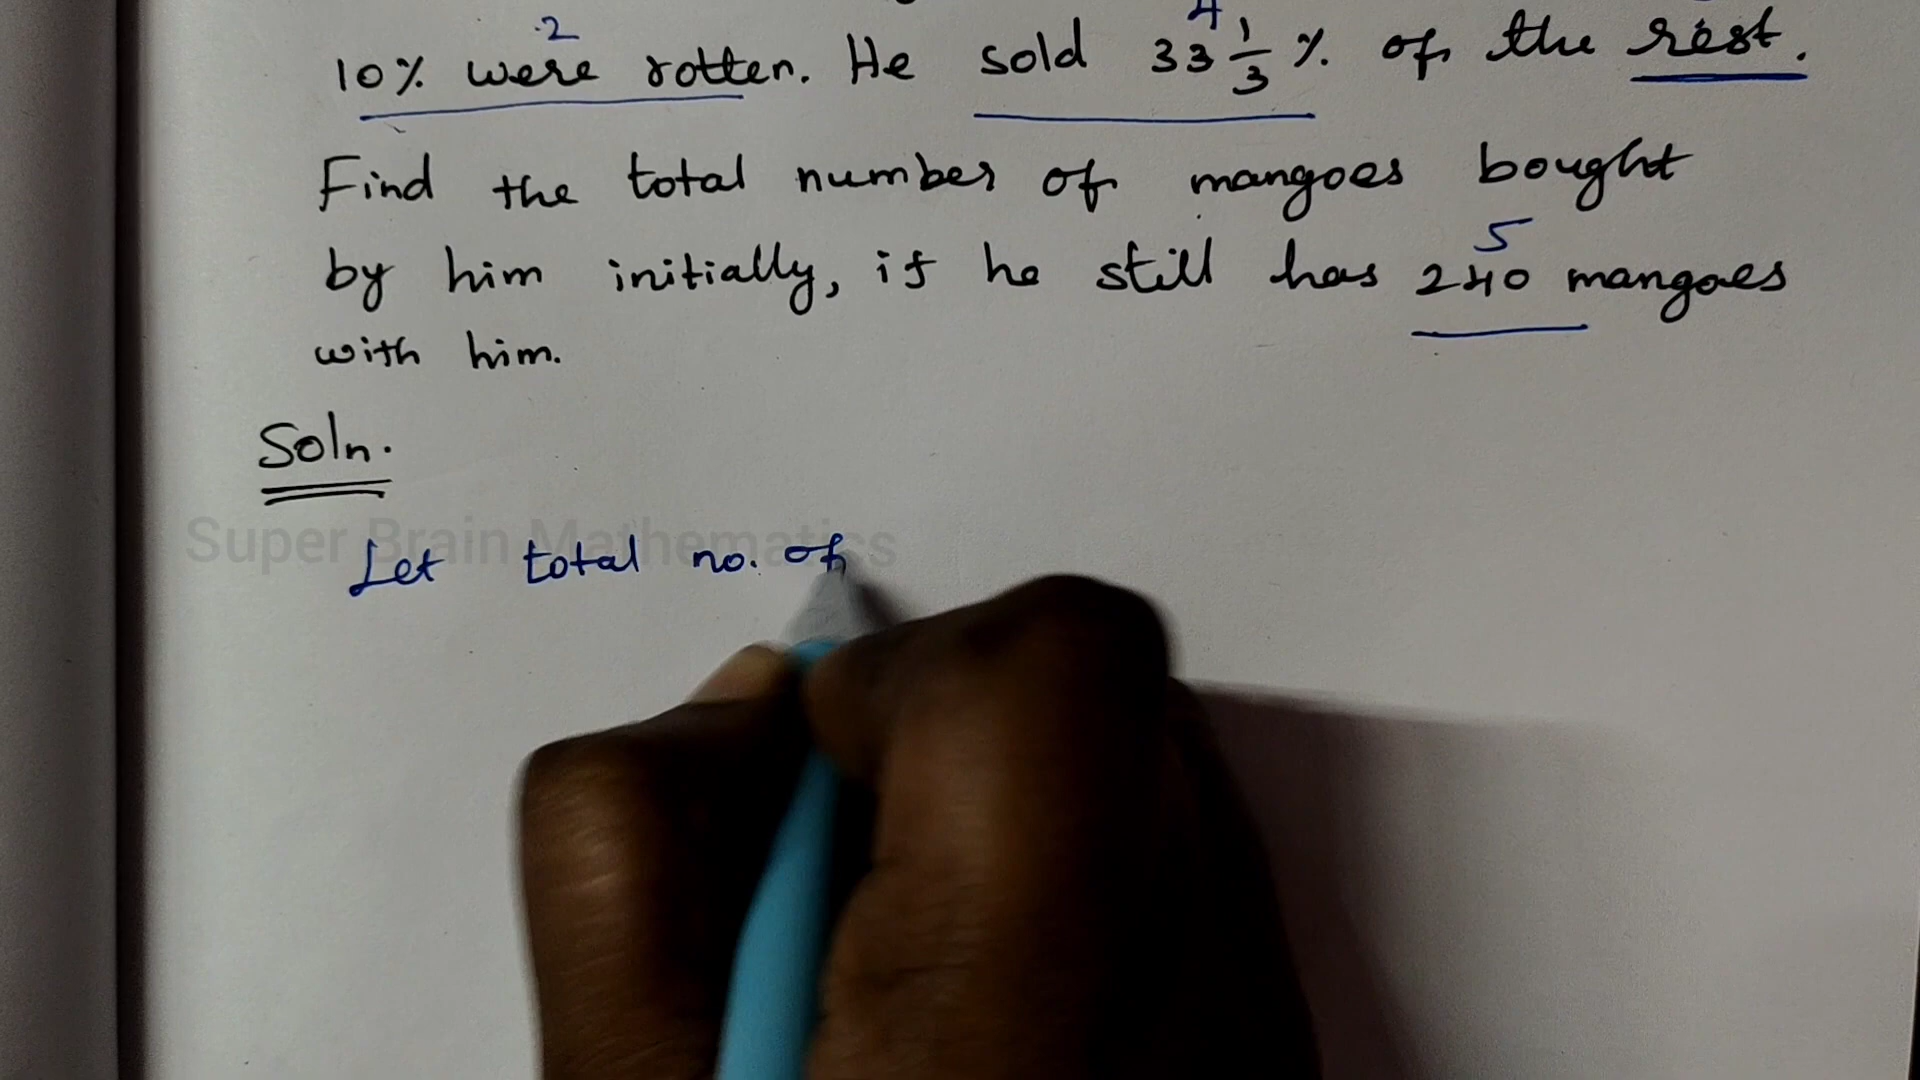 10% were rotten. He sold 33 1/3 % of the rest.
2 4
Find the total number of mangoes bought
5
by him initially, if he still has 240 mangoes
with him.
Soln.
Super Brain Mathematics
Let total no. of